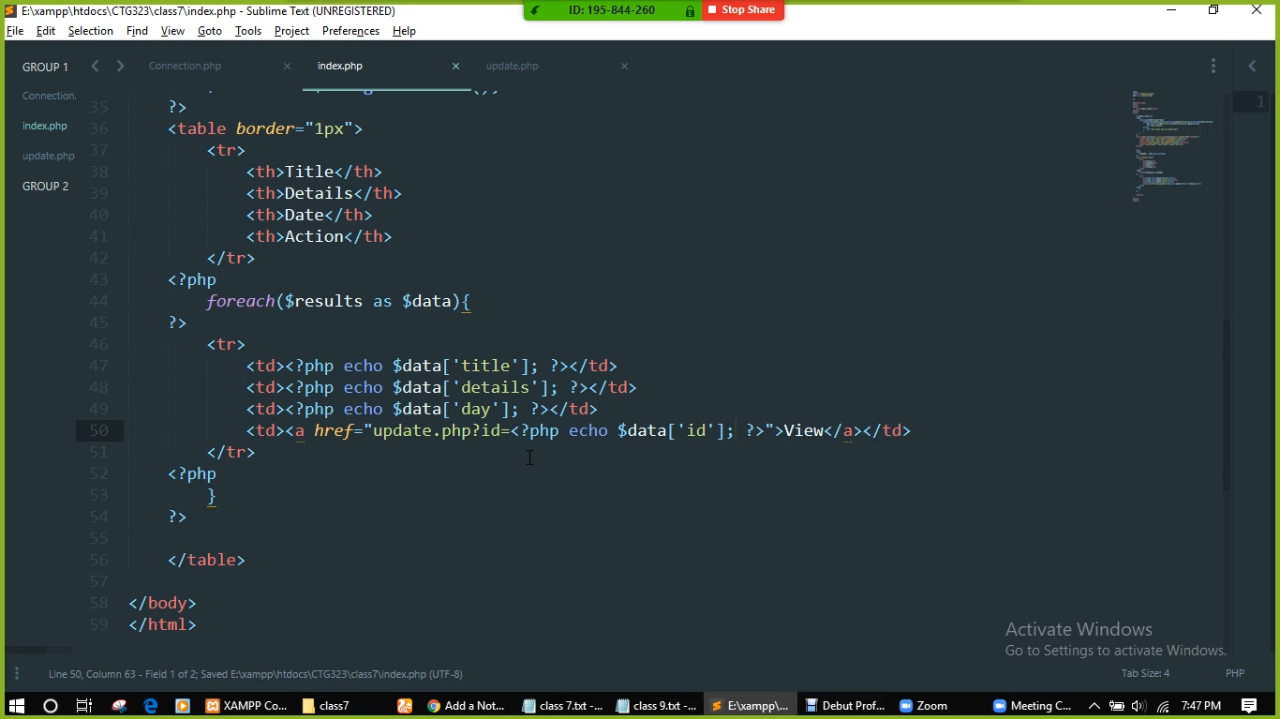 E:\xampp\htdocs\CTG323\class7\index.php - Sublime Text (UNREGISTERED)
ID: 195-844-260
Stop Share
File Edit Selection Find View Goto Tools Project Preferences Help
GROUP 1
Connection.php
index.php
update.php
Connection.
index.php
update.php
GROUP 2
1
35 ?>
36 <table border="1px">
37 <tr>
38 <th>Title</th>
39 <th>Details</th>
40 <th>Date</th>
41 <th>Action</th>
42 </tr>
43 <?php
44 foreach($results as $data){
45 ?>
46 <tr>
47 <td><?php echo $data['title']; ?></td>
48 <td><?php echo $data['details']; ?></td>
49 <td><?php echo $data['day']; ?></td>
50 <td><a href="update.php?id=<?php echo $data['id']; ?>">View</a></td>
51 </tr>
52 <?php
53 }
54 ?>
55
56 </table>
57
58 </body>
59 </html>
Activate Windows
Go to Settings to activate Windows.
Line 50, Column 63 - Field 1 of 2; Saved E:\xampp\htdocs\CTG323\class7\index.php (UTF-8)
Tab Size: 4
PHP
XAMPP Co...
class7
Add a Note...
class 7.txt -...
class 9.txt -...
E:\xampp\...
Debut Prof...
Zoom
Meeting C...
7:47 PM